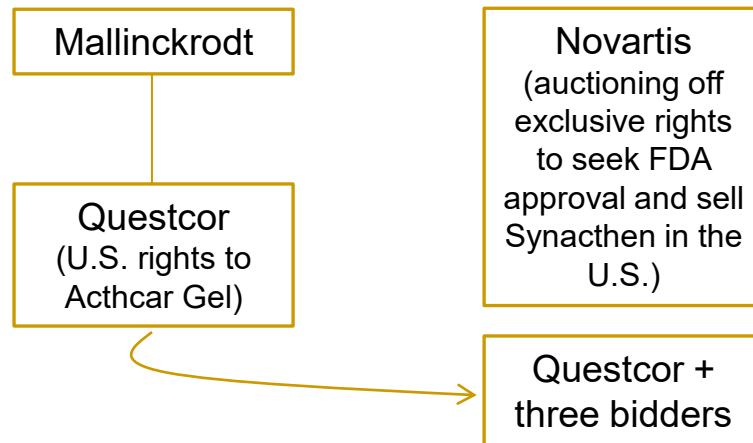 Mallinckrodt
Questcor
(U.S. rights to
Acthcar Gel)
Novartis
(auctioning off
exclusive rights
to seek FDA
approval and sell
Synacthen in the
U.S.)
Questcor +
three bidders